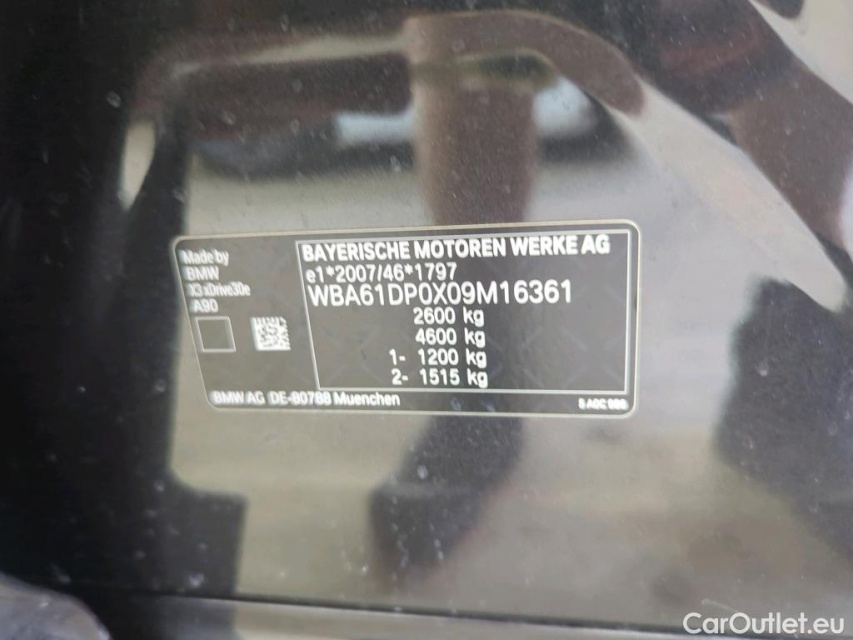 Made by
BMW
X3 xDrive30e
A90
BAYERISCHE MOTOREN WERKE AG
e1*2007/46*1797
WBA61DP0X09M16361
2600 kg
4600 kg
1- 1200 kg
2- 1515 kg
BMW AG DE-80788 Muenchen
CarOutlet.eu